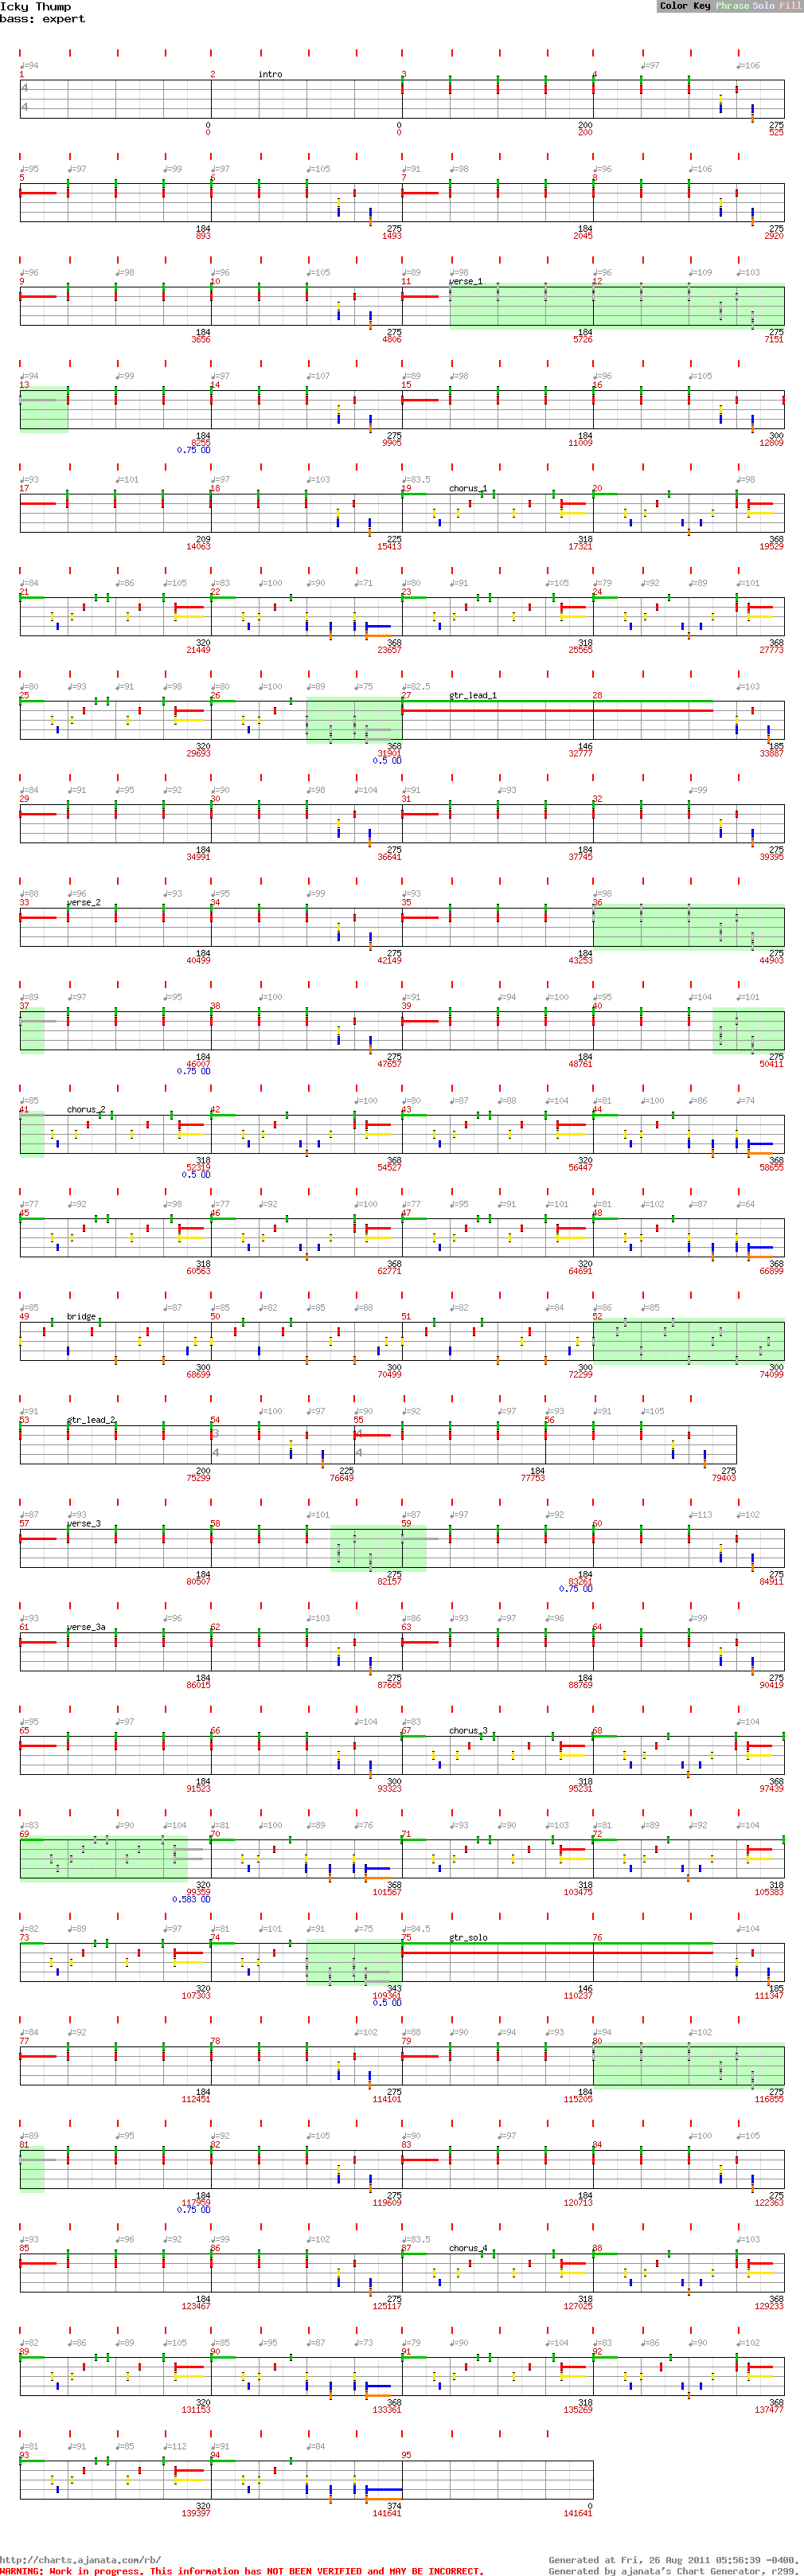 Icky Thump
bass: expert
Color Key Phrase Solo Fill
♩=94 ♩=97 ♩=106
1 2 intro 3 4
4
4
0 0 200 275
0 0 200 525
♩=95 ♩=97 ♩=99 ♩=97 ♩=105 ♩=91 ♩=98 ♩=96 ♩=106
5 6 7 8
184 275 184 275
893 1493 2045 2920
♩=96 ♩=98 ♩=96 ♩=105 ♩=89 ♩=98 ♩=96 ♩=109 ♩=103
9 10 11 verse_1 12
184 275 184 275
3656 4806 5726 7151
♩=94 ♩=99 ♩=97 ♩=107 ♩=89 ♩=98 ♩=96 ♩=105
13 14 15 16
184 275 184 300
8255 9905 11009 12809
0.75 OD
♩=93 ♩=101 ♩=97 ♩=103 ♩=83.5 ♩=98
17 18 19 chorus_1 20
209 225 318 368
14063 15413 17321 19529
♩=84 ♩=86 ♩=105 ♩=83 ♩=100 ♩=90 ♩=71 ♩=80 ♩=91 ♩=105 ♩=79 ♩=92 ♩=89 ♩=101
21 22 23 24
320 368 318 368
21449 23657 25565 27773
♩=80 ♩=93 ♩=91 ♩=98 ♩=80 ♩=100 ♩=89 ♩=75 ♩=82.5 ♩=103
25 26 27 gtr_lead_1 28
320 368 146 185
29693 31901 32777 33887
0.5 OD
♩=84 ♩=91 ♩=95 ♩=92 ♩=90 ♩=98 ♩=104 ♩=91 ♩=93 ♩=99
29 30 31 32
184 275 184 275
34991 36641 37745 39395
♩=88 ♩=96 ♩=93 ♩=95 ♩=99 ♩=93 ♩=98
33 verse_2 34 35 36
184 275 184 275
40499 42149 43253 44903
♩=89 ♩=97 ♩=95 ♩=100 ♩=91 ♩=94 ♩=100 ♩=95 ♩=104 ♩=101
37 38 39 40
184 275 184 275
46007 47657 48761 50411
0.75 OD
♩=85 ♩=100 ♩=80 ♩=87 ♩=88 ♩=104 ♩=81 ♩=100 ♩=86 ♩=74
41 chorus_2 42 43 44
318 368 320 368
52319 54527 56447 58655
0.5 OD
♩=77 ♩=92 ♩=98 ♩=77 ♩=92 ♩=100 ♩=77 ♩=95 ♩=91 ♩=101 ♩=81 ♩=102 ♩=87 ♩=64
45 46 47 48
318 368 320 368
60563 62771 64691 66899
♩=85 ♩=87 ♩=85 ♩=82 ♩=85 ♩=88 ♩=82 ♩=84 ♩=86 ♩=85
49 bridge 50 51 52
300 300 300 300
68699 70499 72299 74099
♩=91 ♩=100 ♩=97 ♩=90 ♩=92 ♩=97 ♩=93 ♩=91 ♩=105
53 gtr_lead_2 54 55 56
3 4
4 4
200 225 184 275
75299 76649 77753 79403
♩=87 ♩=93 ♩=101 ♩=87 ♩=97 ♩=92 ♩=113 ♩=102
57 verse_3 58 59 60
184 275 184 275
80507 82157 83261 84911
0.75 OD
♩=93 ♩=96 ♩=103 ♩=86 ♩=93 ♩=97 ♩=96 ♩=99
61 verse_3a 62 63 64
184 275 184 275
86015 87665 88769 90419
♩=95 ♩=97 ♩=104 ♩=83 ♩=104
65 66 67 chorus_3 68
184 300 318 368
91523 93323 95231 97439
♩=83 ♩=90 ♩=104 ♩=81 ♩=100 ♩=89 ♩=76 ♩=71 ♩=93 ♩=90 ♩=103 ♩=81 ♩=89 ♩=92 ♩=104
69 70 71 72
320 368 318 318
99359 101567 103475 105383
0.583 OD
♩=82 ♩=89 ♩=97 ♩=81 ♩=101 ♩=91 ♩=75 ♩=84.5 ♩=104
73 74 75 gtr_solo 76
320 343 146 185
107303 109361 110237 111347
0.5 OD
♩=84 ♩=92 ♩=102 ♩=88 ♩=90 ♩=94 ♩=93 ♩=94 ♩=102
77 78 79 80
184 275 184 275
112451 114101 115205 116855
♩=89 ♩=95 ♩=92 ♩=105 ♩=90 ♩=97 ♩=100 ♩=105
81 82 83 84
184 275 184 275
117959 119609 120713 122363
0.75 OD
♩=93 ♩=96 ♩=92 ♩=99 ♩=102 ♩=83.5 ♩=103
85 86 87 chorus_4 88
184 275 318 368
123467 125117 127025 129233
♩=82 ♩=86 ♩=89 ♩=105 ♩=85 ♩=95 ♩=87 ♩=73 ♩=79 ♩=90 ♩=104 ♩=83 ♩=86 ♩=90 ♩=102
89 90 91 92
320 368 318 368
131153 133361 135269 137477
♩=81 ♩=91 ♩=85 ♩=112 ♩=91 ♩=84
93 94 95
320 374 0
139397 141641 141641
http://charts.ajanata.com/rb/
Generated at Fri, 26 Aug 2011 05:56:39 -0400.
WARNING: Work in progress. This information has NOT BEEN VERIFIED and MAY BE INCORRECT.
Generated by ajanata's Chart Generator, r299.